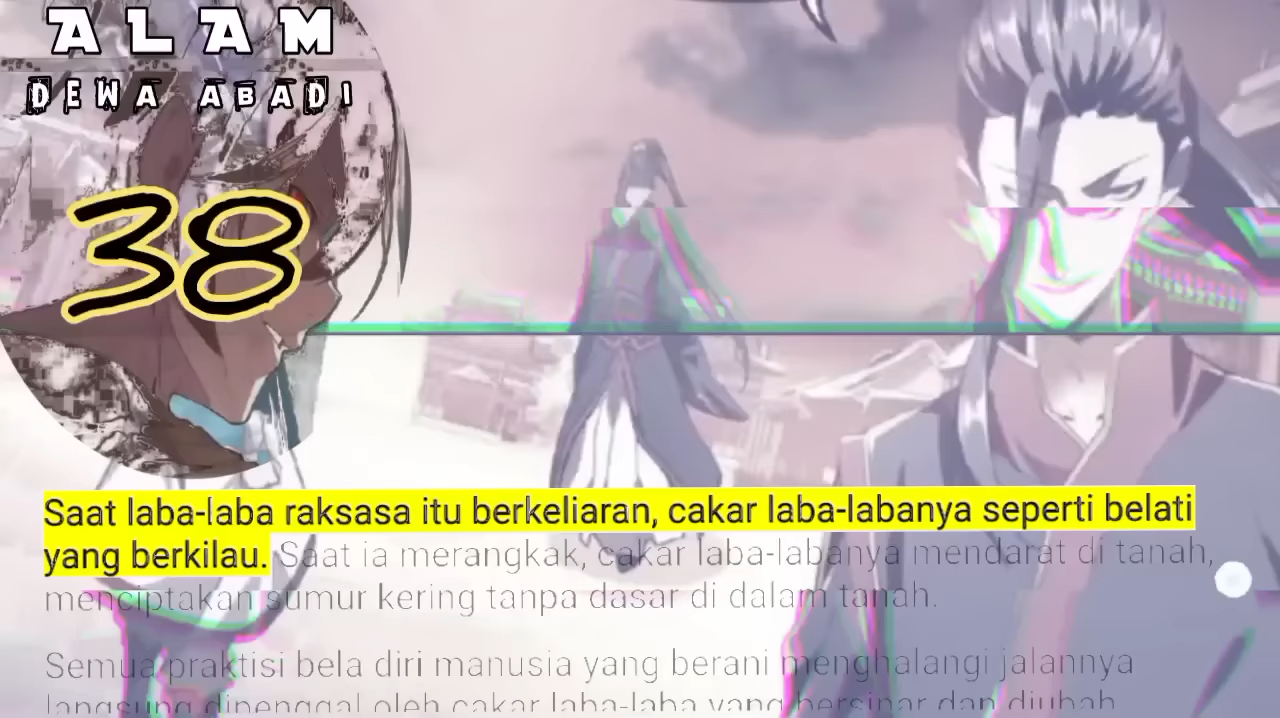 ALAM
DEWA ABADI
38
Saat laba-laba raksasa itu berkeliaran, cakar laba-labanya seperti belati
yang berkilau. Saat ia merangkak, cakar laba-labanya mendarat di tanah,
menciptakan sumur kering tanpa dasar di dalam tanah.
Semua praktisi bela diri manusia yang berani menghalangi jalannya
langsung dipenggal oleh cakar laba-laba yang bersinar dan diubah